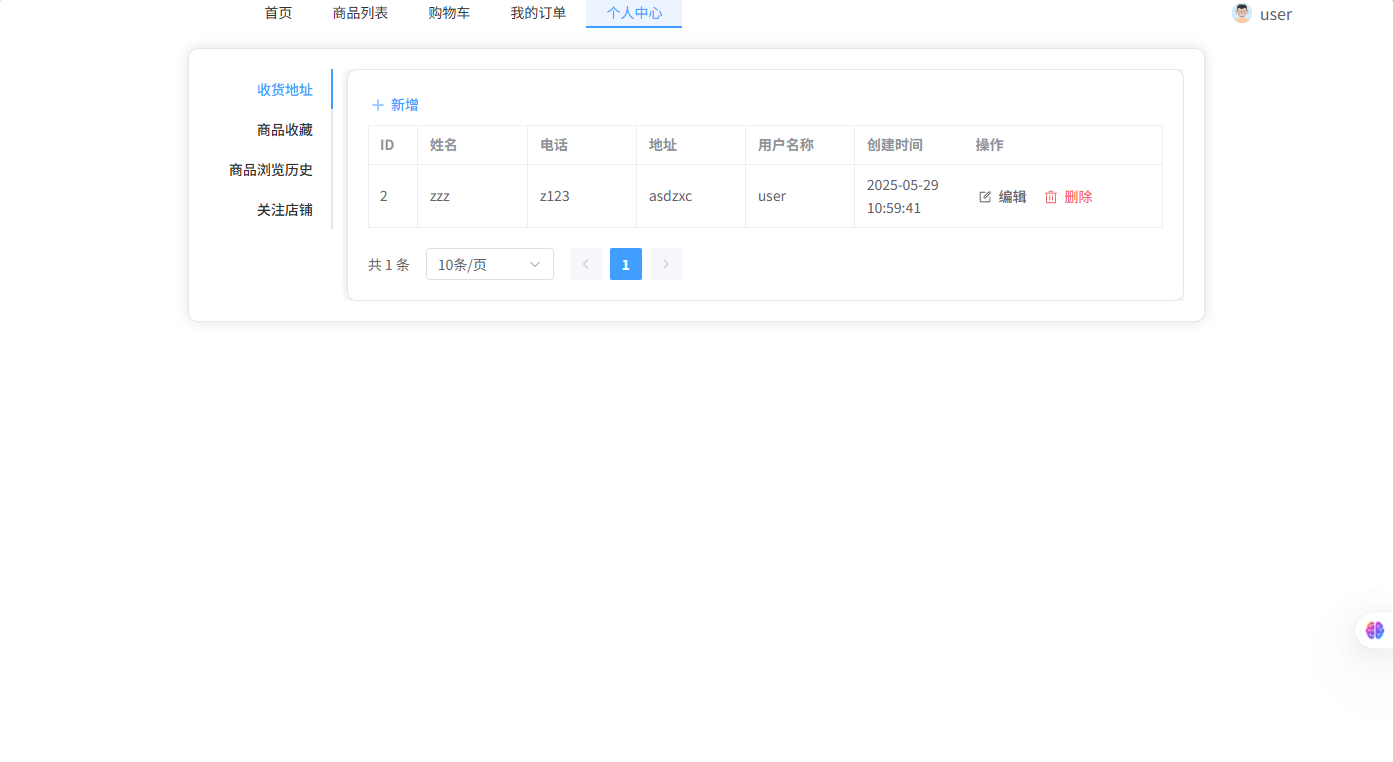 首页 商品列表 购物车 我的订单 个人中心 user
收货地址
商品收藏
商品浏览历史
关注店铺
新增
ID 姓名 电话 地址 用户名称 创建时间 操作
2 zzz z123 asdzxc user 2025-05-29 10:59:41 编辑 删除
共 1 条 10条/页 1